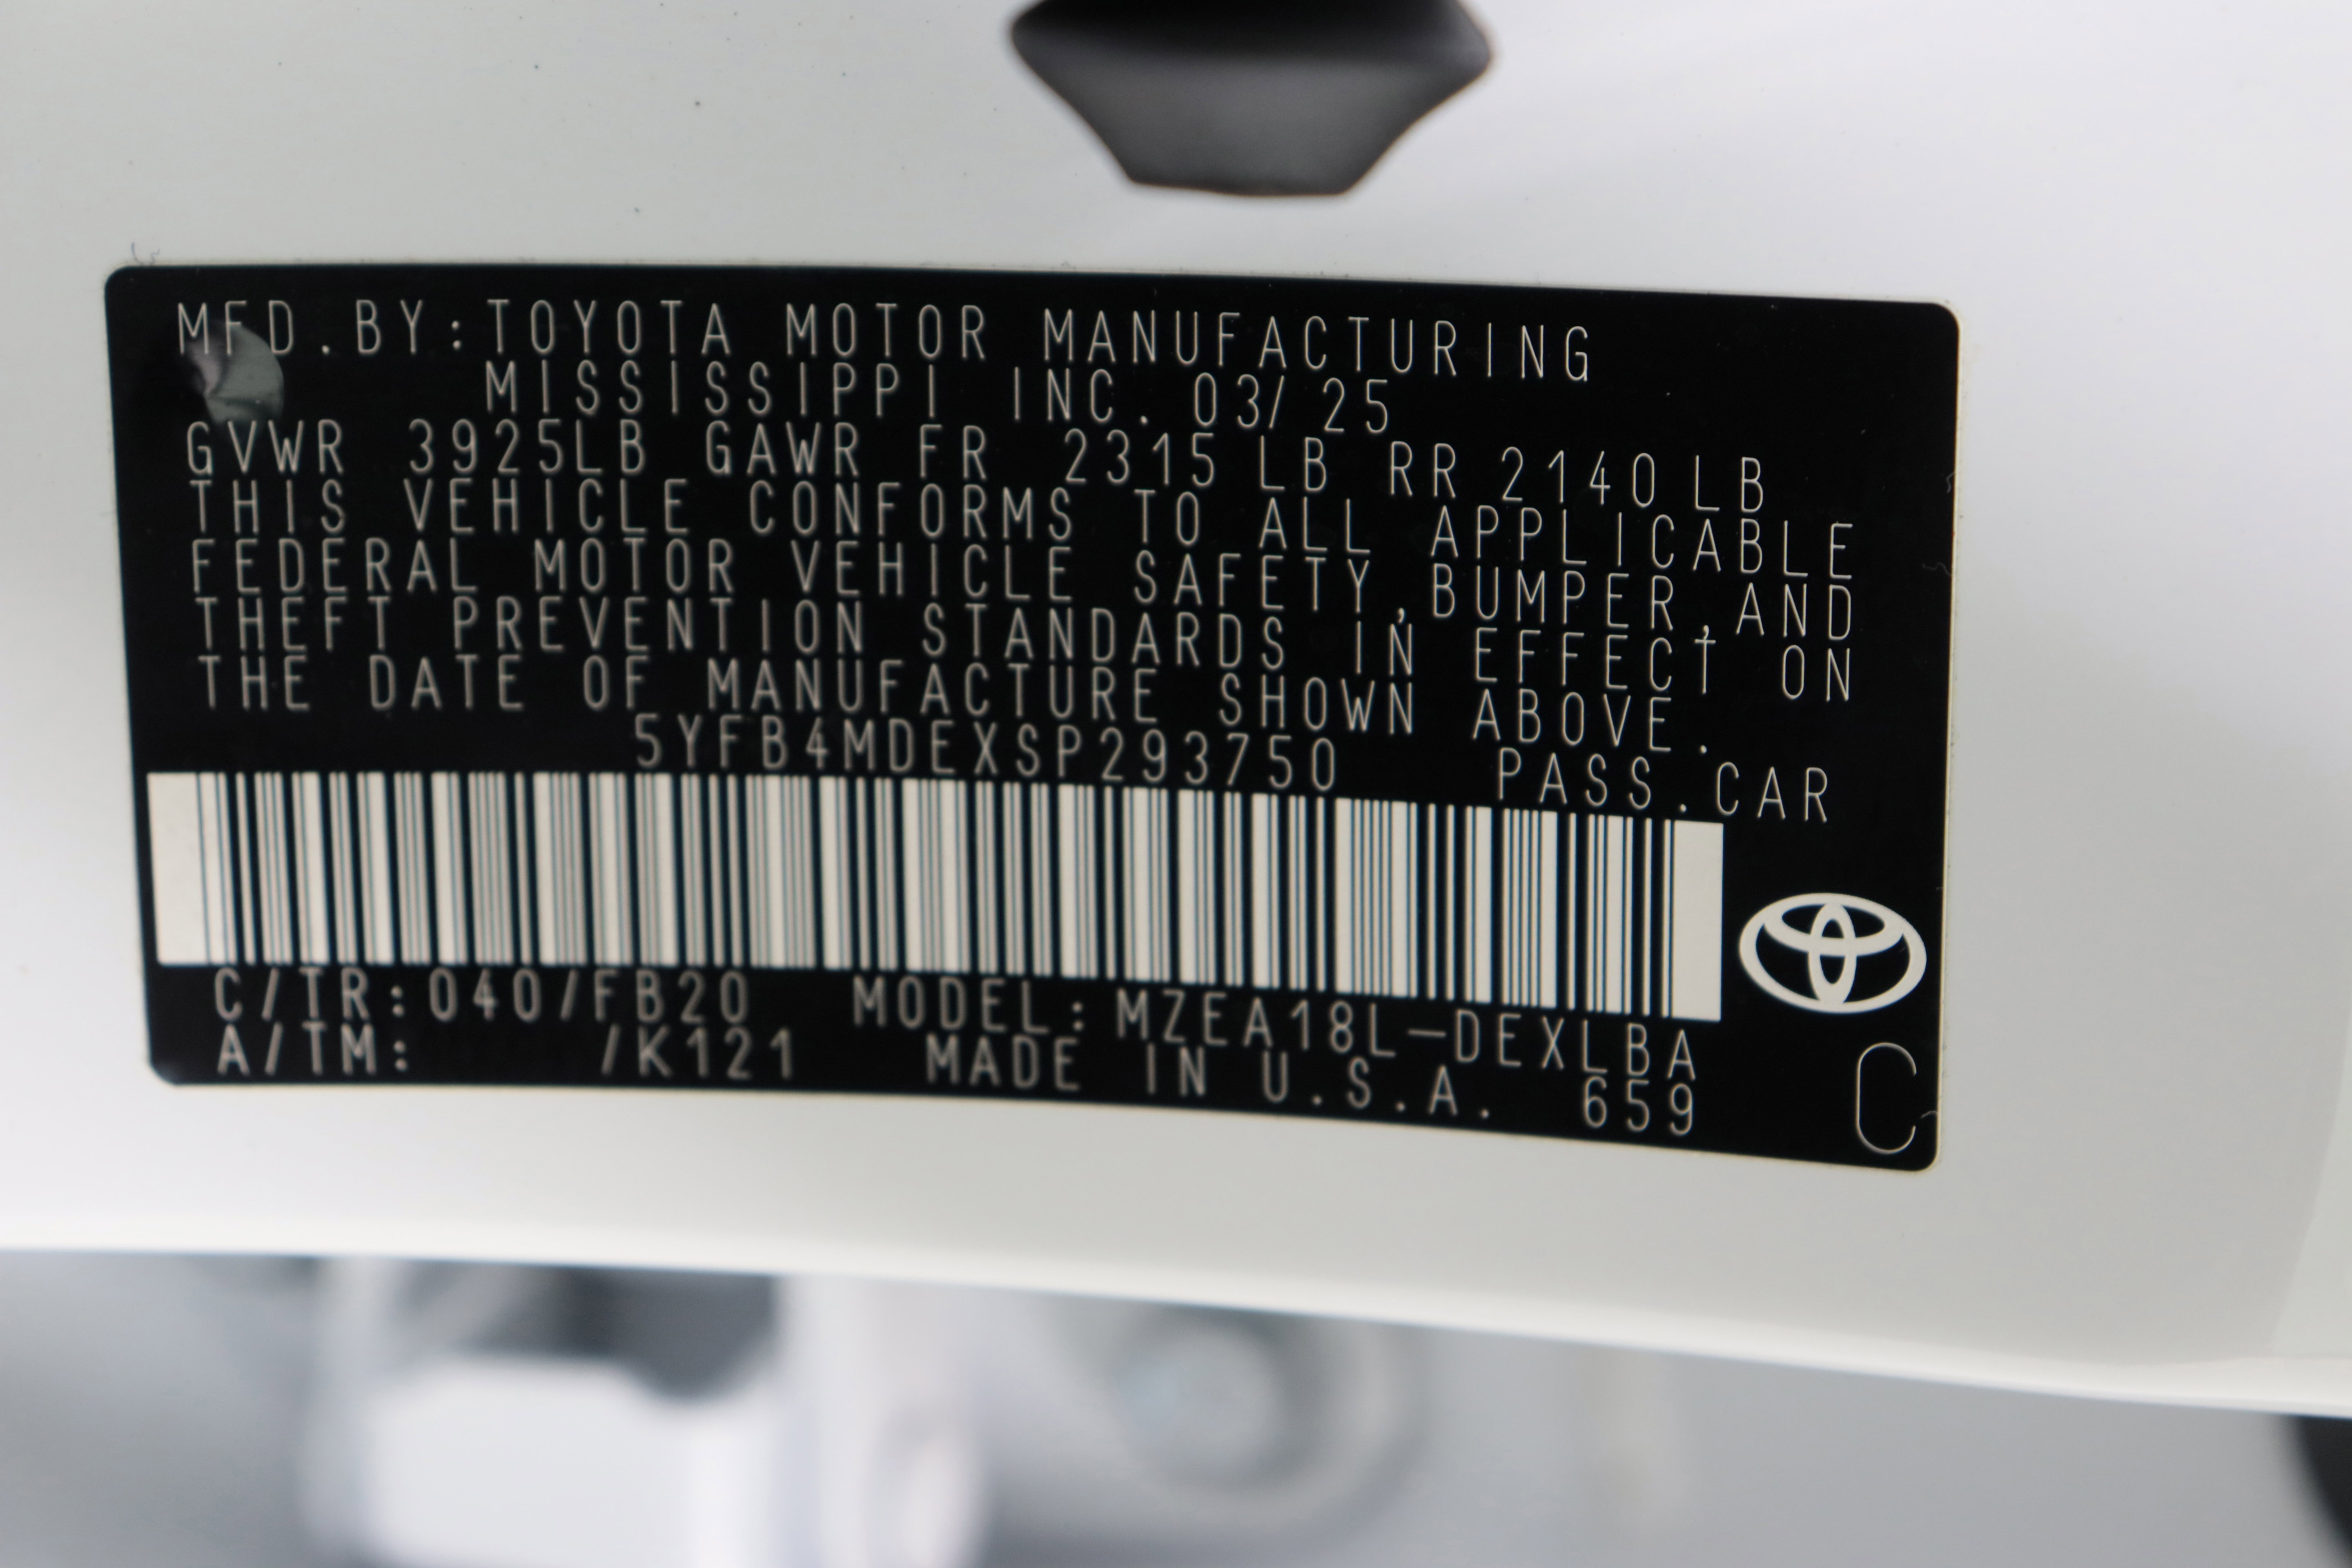 MFD.BY:TOYOTA MOTOR MANUFACTURING
MISSISSIPPI INC. 03/25
GVWR 3925LB GAWR FR 2315 LB RR 2140 LB
THIS VEHICLE CONFORMS TO ALL APPLICABLE
FEDERAL MOTOR VEHICLE SAFETY,BUMPER,AND
THEFT PREVENTION STANDARDS IN EFFECT ON
THE DATE OF MANUFACTURE SHOWN ABOVE.
5YFB4MDEXSP293750 PASS.CAR
C/TR:040/FB20 MODEL:MZEA18L-DEXLBA
A/TM: /K121 MADE IN U.S.A. 659
C